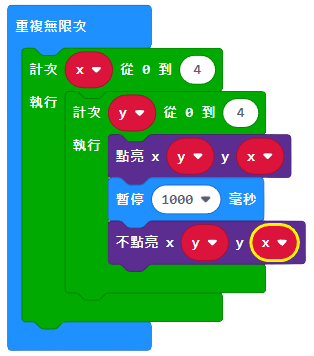 重複無限次
計次 x 從 0 到 4
執行 計次 y 從 0 到 4
執行 點亮 x y y x
暫停 1000 毫秒
不點亮 x y y x